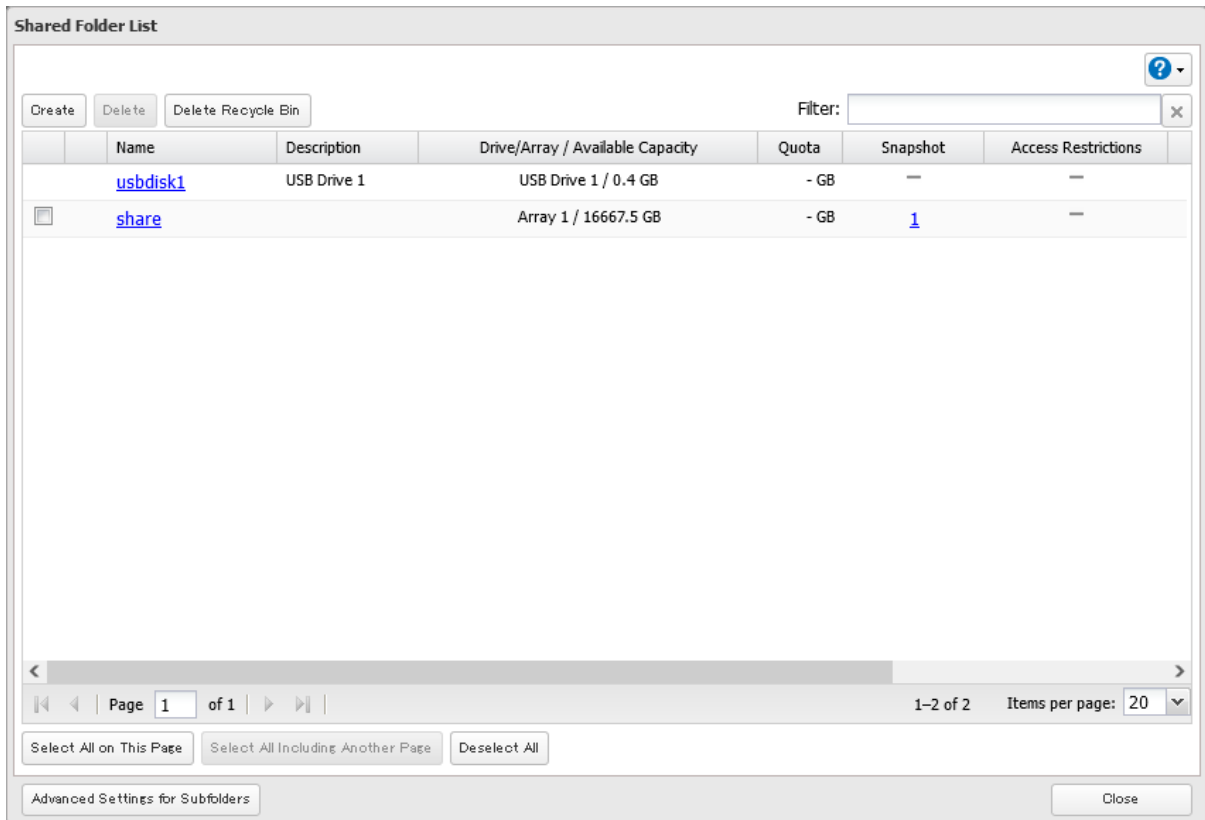 Shared Folder List
?
Create Delete Delete Recycle Bin Filter:
Name Description Drive/Array / Available Capacity Quota Snapshot Access Restrictions
usbdisk1 USB Drive 1 USB Drive 1 / 0.4 GB - GB — —
share Array 1 / 16667.5 GB - GB 1 —
Page 1 of 1 1–2 of 2 Items per page: 20
Select All on This Page Select All Including Another Page Deselect All
Advanced Settings for Subfolders Close